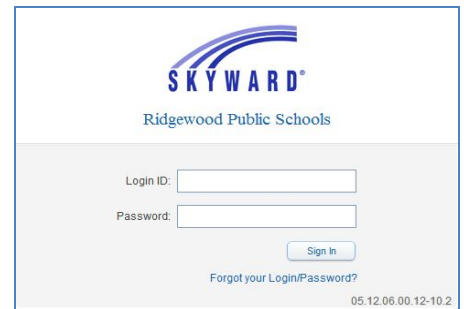 SKYWARD®
Ridgewood Public Schools
Login ID:
Password:
Sign In
Forgot your Login/Password?
05.12.06.00.12-10.2